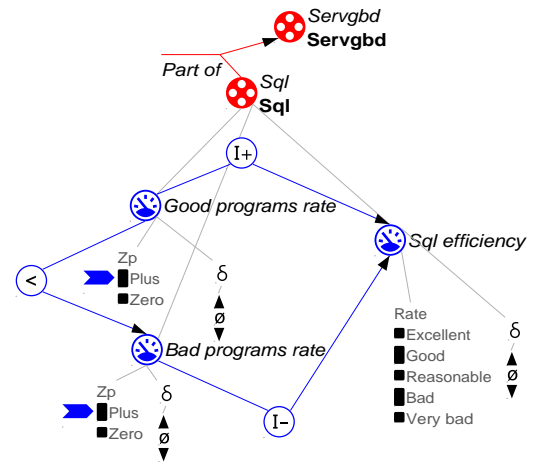 Servgbd
Servgbd
Part of
Sql
Sql
I+
Good programs rate
Sql efficiency
Zp
Plus
Zero
δ
ø
<
Rate
Excellent
Good
Reasonable
Bad
Very bad
δ
ø
Bad programs rate
Zp
Plus
Zero
δ
ø
I-